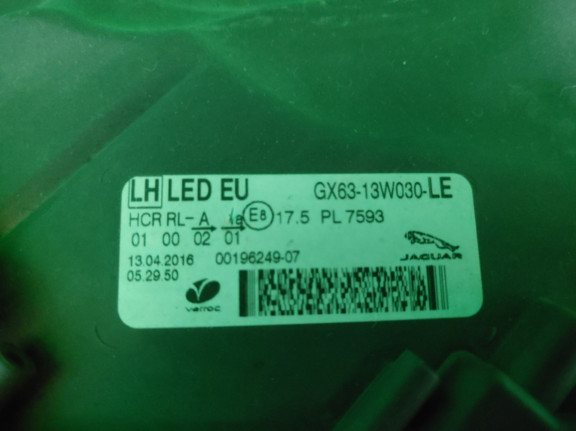 LH LED EU GX63-13W030-LE
HCR RL- A 1a E8 17.5 PL 7593
01 00 02 01
13.04.2016 00196249-07
05.29.50
JAGUAR
varroc